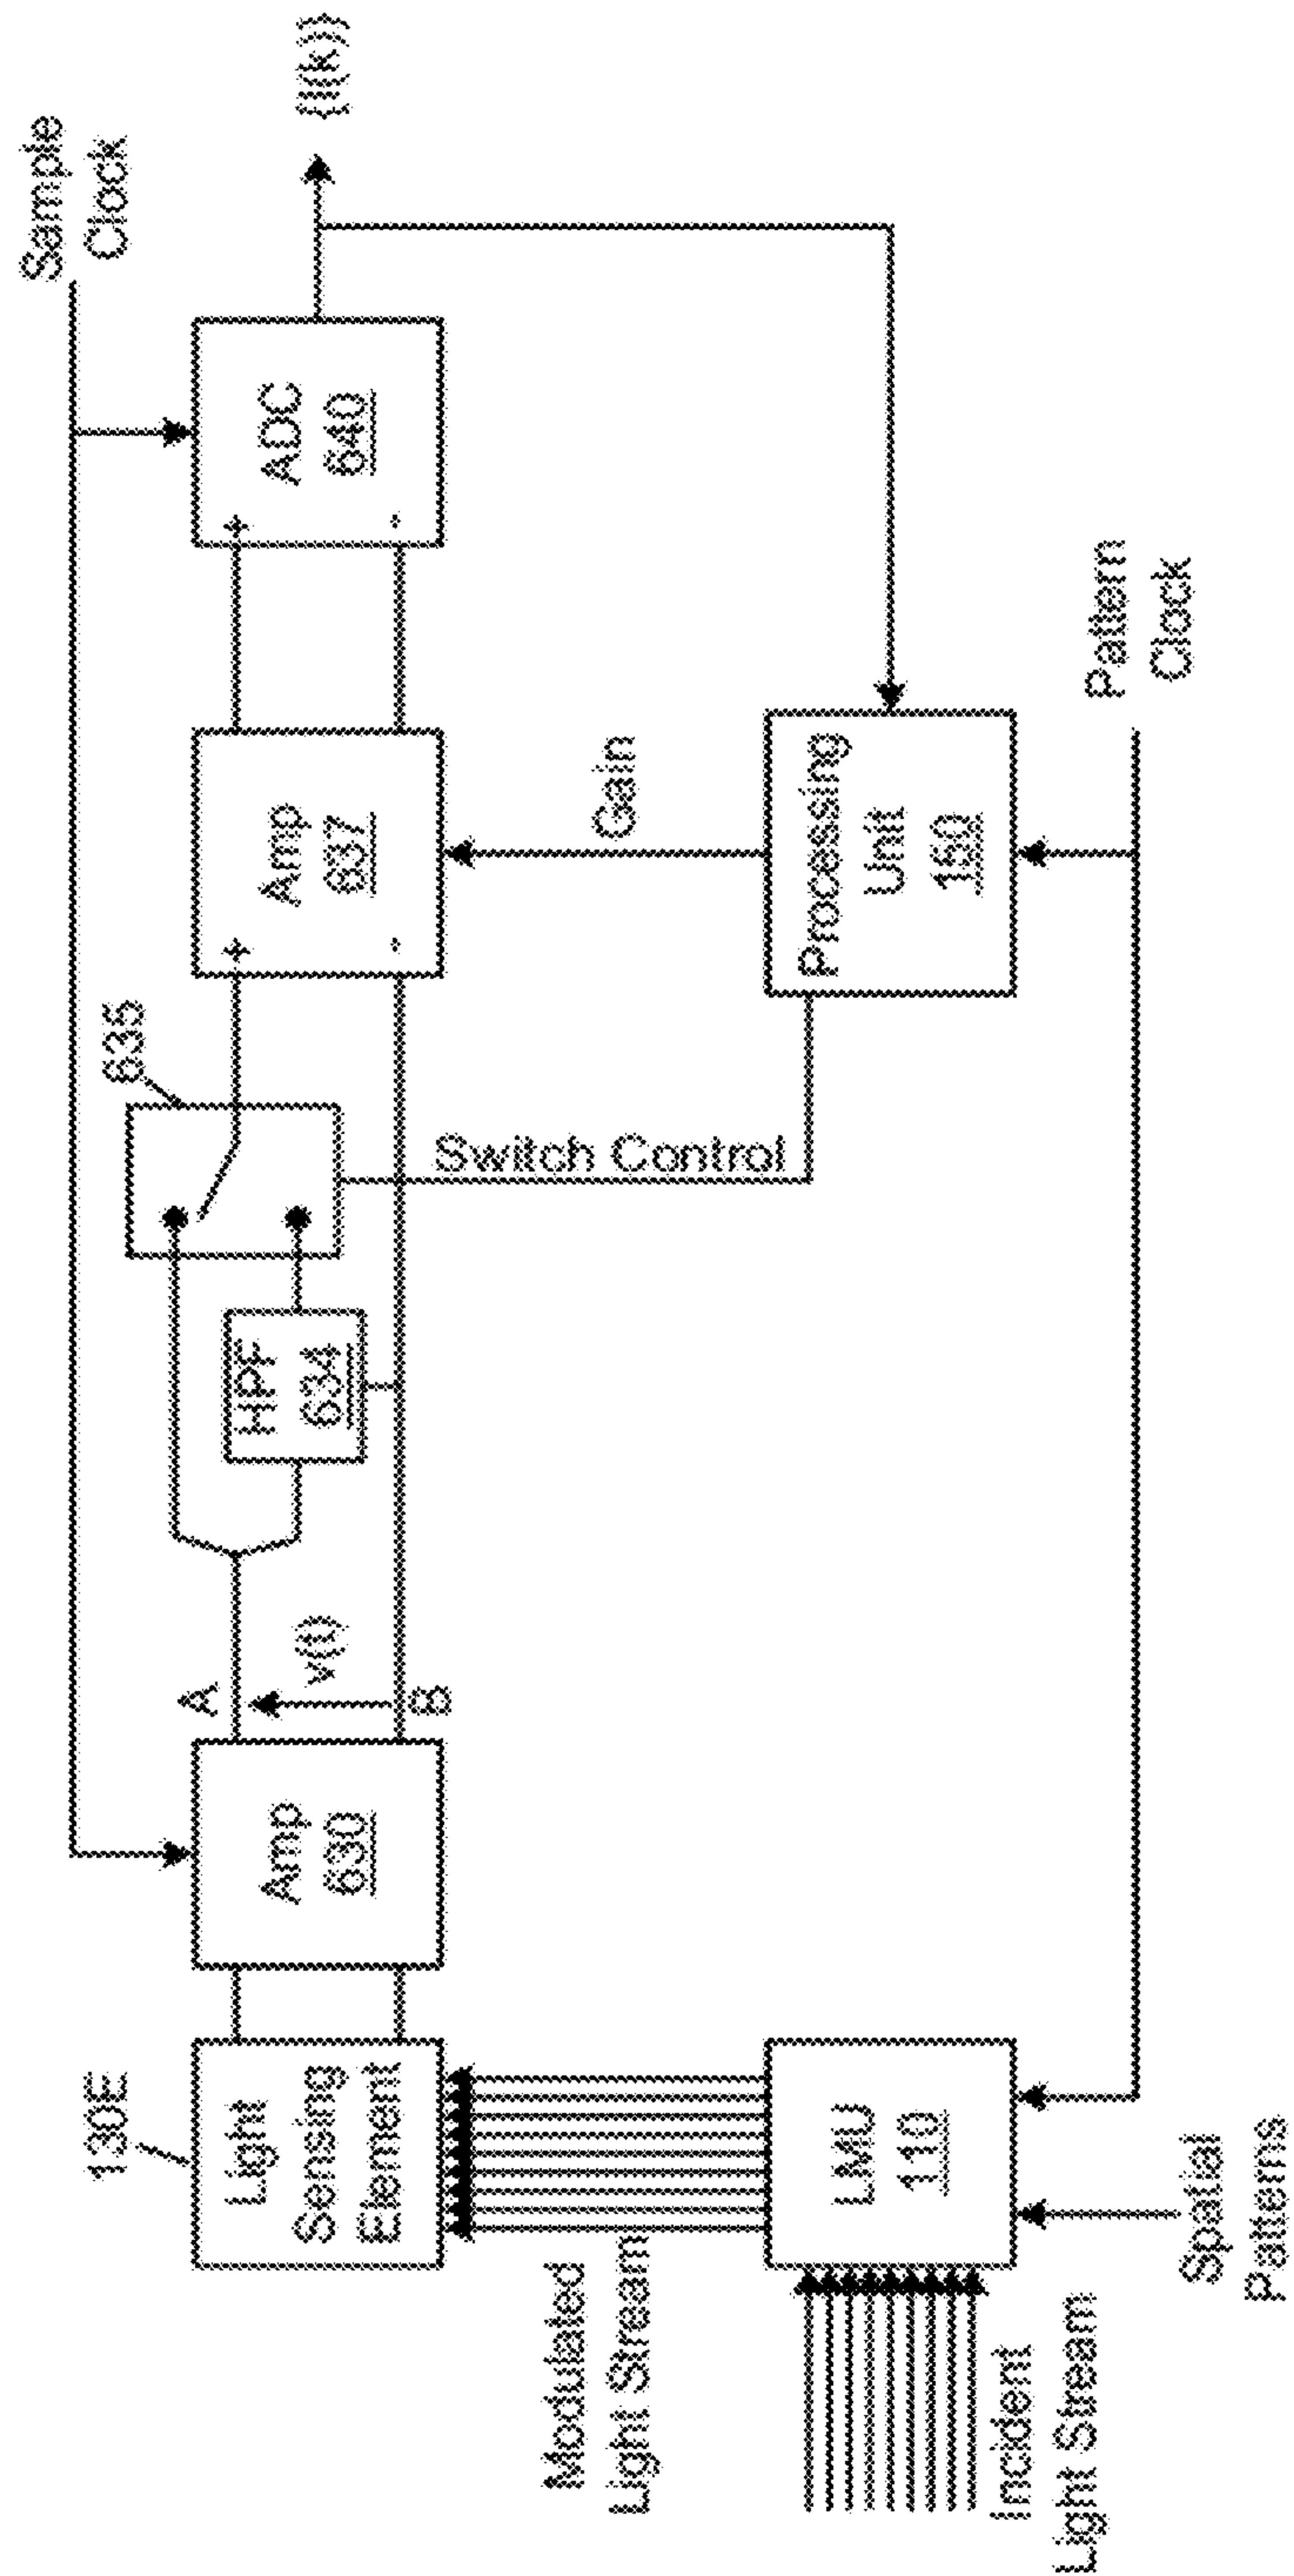 Sample
Clock
{I(k)}
635
130E
Light
Sensing
Element
Amp
630
A
v(t)
B
HPF
634
+
-
Amp
637
+
-
ADC
640
Switch Control
Gain
Modulated
Light Stream
LMU
110
Processing
Unit
150
Incident
Light Stream
Spatial
Patterns
Pattern
Clock